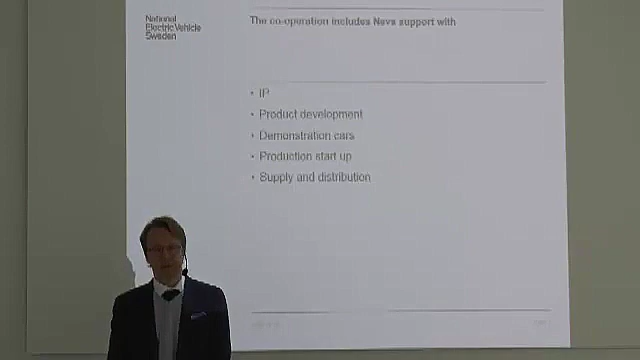 National
Electric Vehicle
Sweden
The co-operation includes Nevs support with
• IP
• Product development
• Demonstration cars
• Production start up
• Supply and distribution